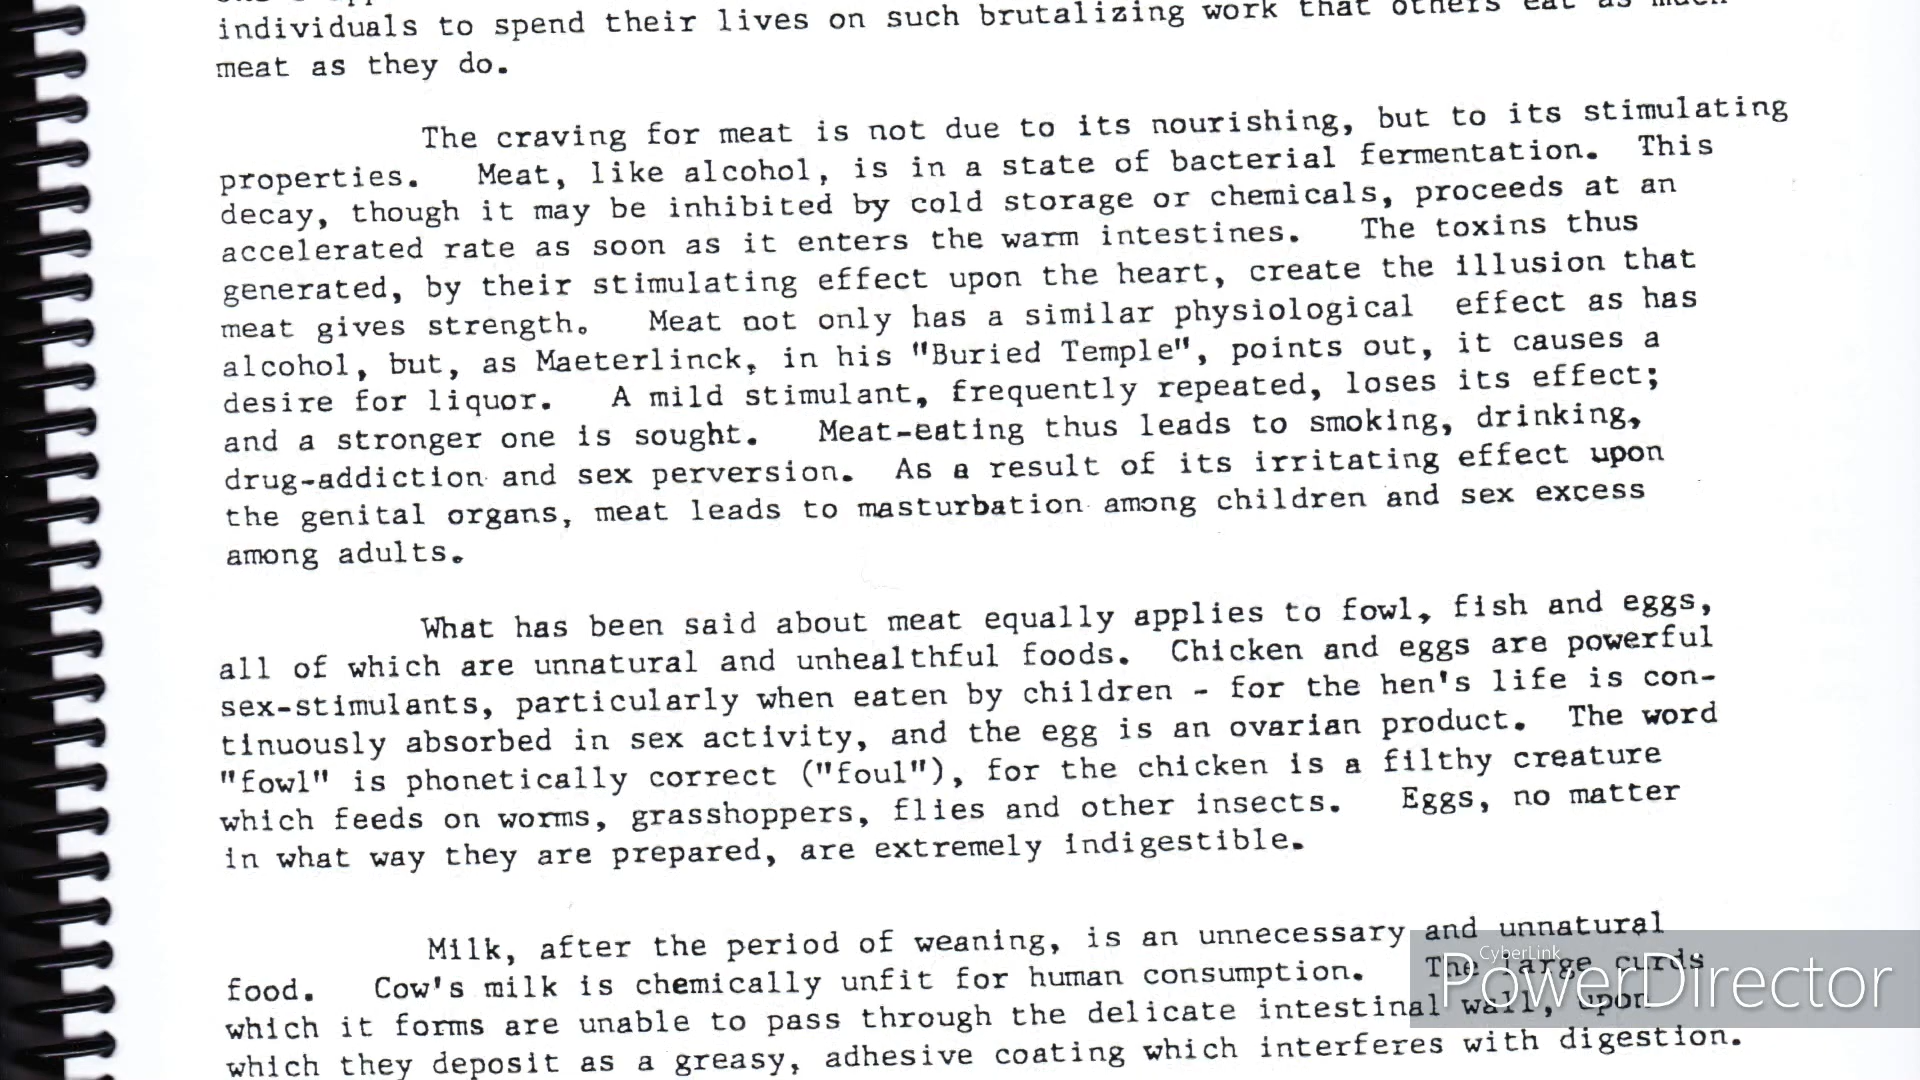 individuals to spend their lives on such brutalizing work that others eat as much
meat as they do.
The craving for meat is not due to its nourishing, but to its stimulating
properties. Meat, like alcohol, is in a state of bacterial fermentation. This
decay, though it may be inhibited by cold storage or chemicals, proceeds at an
accelerated rate as soon as it enters the warm intestines. The toxins thus
generated, by their stimulating effect upon the heart, create the illusion that
meat gives strength. Meat not only has a similar physiological effect as has
alcohol, but, as Maeterlinck, in his "Buried Temple", points out, it causes a
desire for liquor. A mild stimulant, frequently repeated, loses its effect;
and a stronger one is sought. Meat-eating thus leads to smoking, drinking,
drug-addiction and sex perversion. As a result of its irritating effect upon
the genital organs, meat leads to masturbation among children and sex excess
among adults.
What has been said about meat equally applies to fowl, fish and eggs,
all of which are unnatural and unhealthful foods. Chicken and eggs are powerful
sex-stimulants, particularly when eaten by children - for the hen's life is con-
tinuously absorbed in sex activity, and the egg is an ovarian product. The word
"fowl" is phonetically correct ("foul"), for the chicken is a filthy creature
which feeds on worms, grasshoppers, flies and other insects. Eggs, no matter
in what way they are prepared, are extremely indigestible.
Milk, after the period of weaning, is an unnecessary and unnatural
food. Cow's milk is chemically unfit for human consumption. The large curds
which it forms are unable to pass through the delicate intestinal wall, upon
which they deposit as a greasy, adhesive coating which interferes with digestion.
CyberLink
PowerDirector